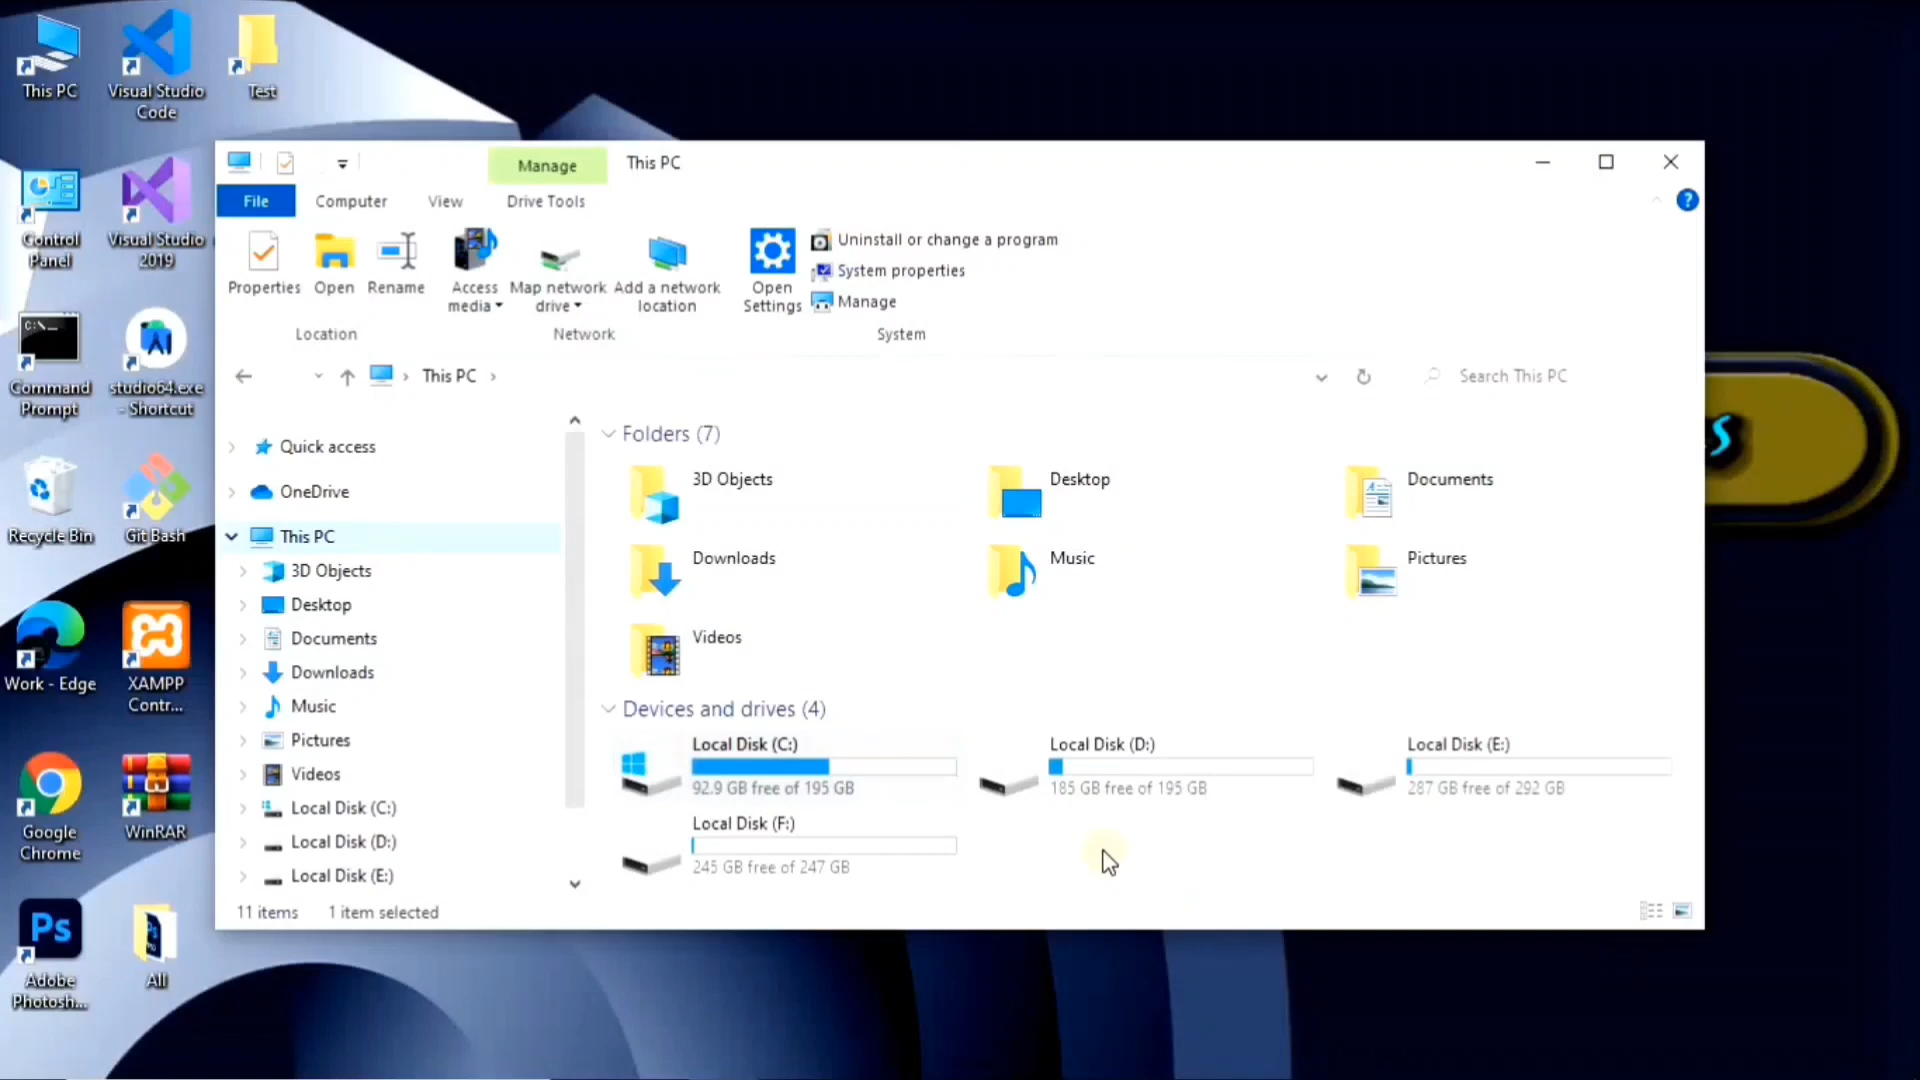 This PC
Visual Studio
Code
Test
Control
Panel
Visual Studio
2019
Command
Prompt
studio64.exe
- Shortcut
Recycle Bin
Git Bash
Work - Edge
XAMPP
Contr...
Google
Chrome
WinRAR
Adobe
Photosh...
All
Manage
This PC
File
Computer
View
Drive Tools
?
Properties
Open
Rename
Access
media
Map network
drive
Add a network
location
Open
Settings
Uninstall or change a program
System properties
Manage
Location
Network
System
This PC
Search This PC
Quick access
OneDrive
This PC
3D Objects
Desktop
Documents
Downloads
Music
Pictures
Videos
Local Disk (C:)
Local Disk (D:)
Local Disk (E:)
Folders (7)
3D Objects
Desktop
Documents
Downloads
Music
Pictures
Videos
Devices and drives (4)
Local Disk (C:)
92.9 GB free of 195 GB
Local Disk (D:)
185 GB free of 195 GB
Local Disk (E:)
287 GB free of 292 GB
Local Disk (F:)
245 GB free of 247 GB
11 items
1 item selected
C:\_
Ps
S